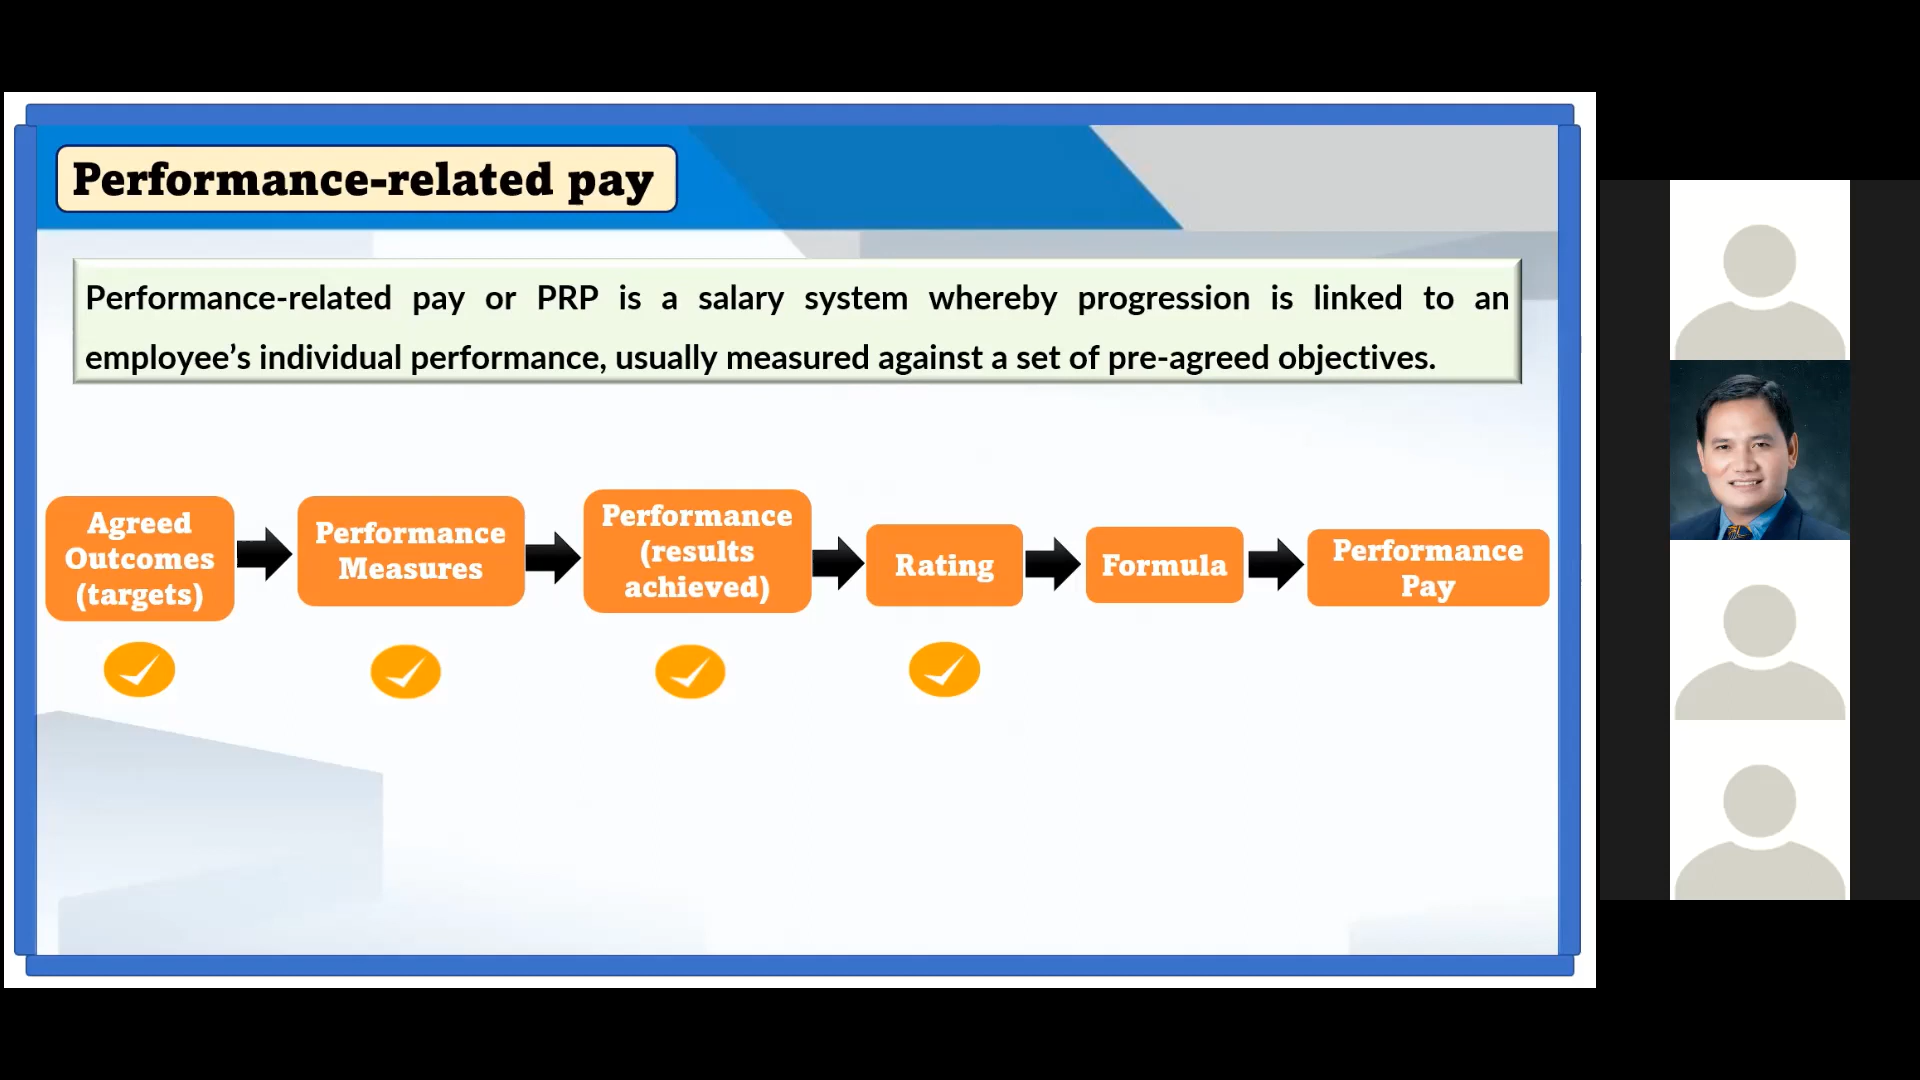 Performance-related pay
Performance-related pay or PRP is a salary system whereby progression is linked to an
employee’s individual performance, usually measured against a set of pre-agreed objectives.
Agreed
Outcomes
(targets)
Performance
Measures
Performance
(results
achieved)
Rating
Formula
Performance
Pay